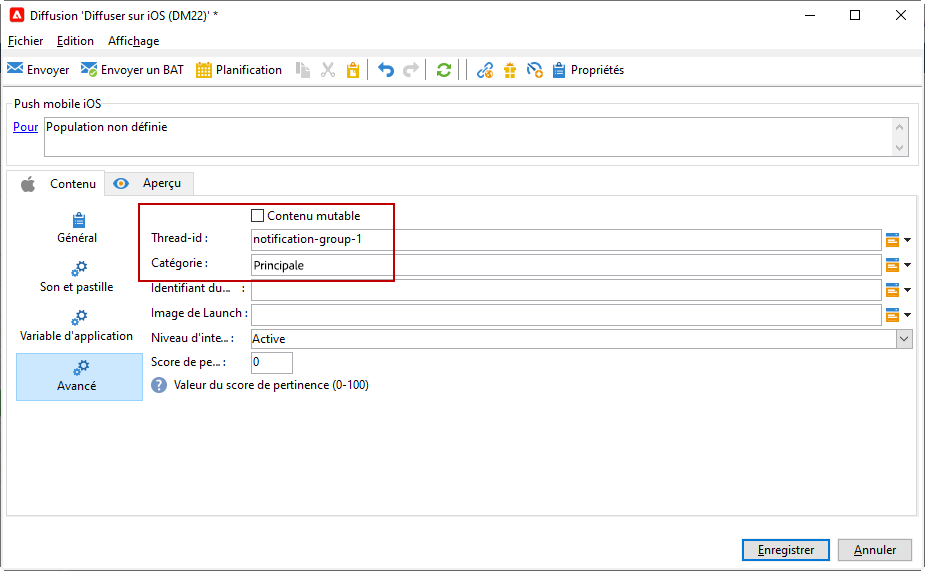 Diffusion 'Diffuser sur iOS (DM22)' *
Fichier Edition Affichage
Envoyer Envoyer un BAT Planification Propriétés
Push mobile iOS
Pour Population non définie
Contenu Aperçu
Général
Son et pastille
Variable d'application
Avancé
Contenu mutable
Thread-id : notification-group-1
Catégorie : Principale
Identifiant du... :
Image de Launch :
Niveau d'inte... : Active
Score de pe... : 0
? Valeur du score de pertinence (0-100)
Enregistrer Annuler